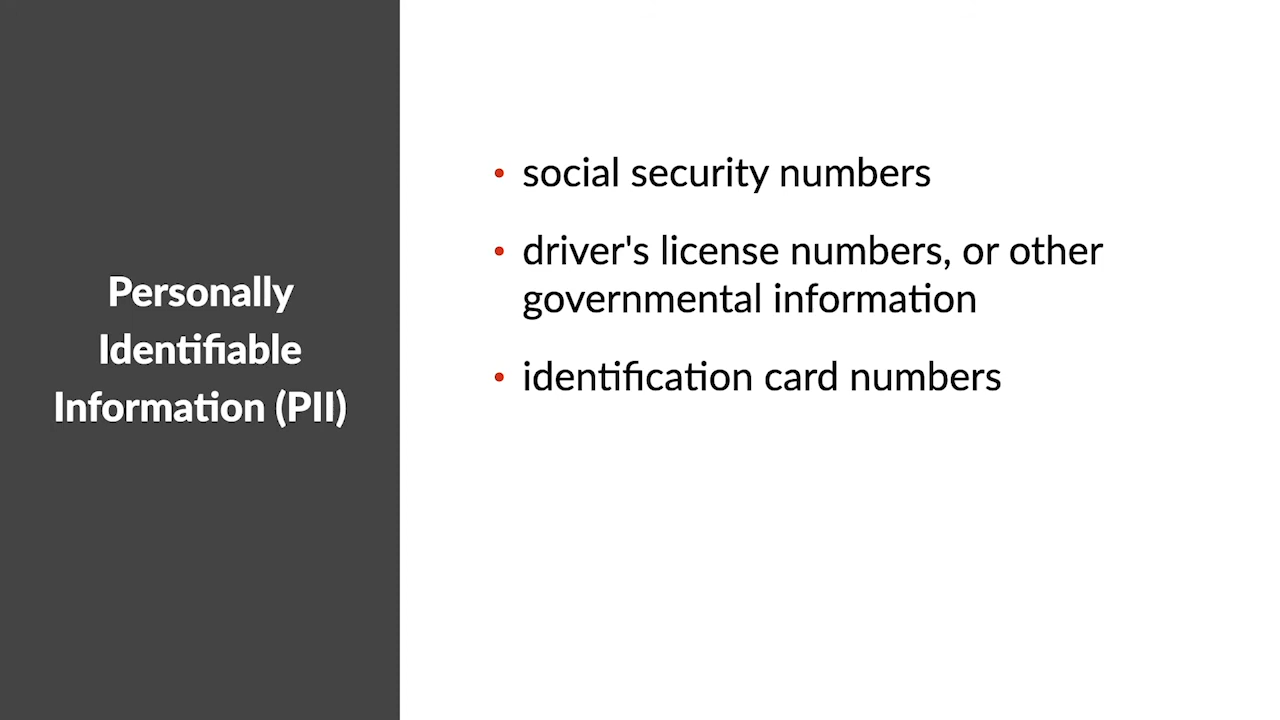 Personally
Identifiable
Information (PII)
• social security numbers
• driver's license numbers, or other
governmental information
• identification card numbers